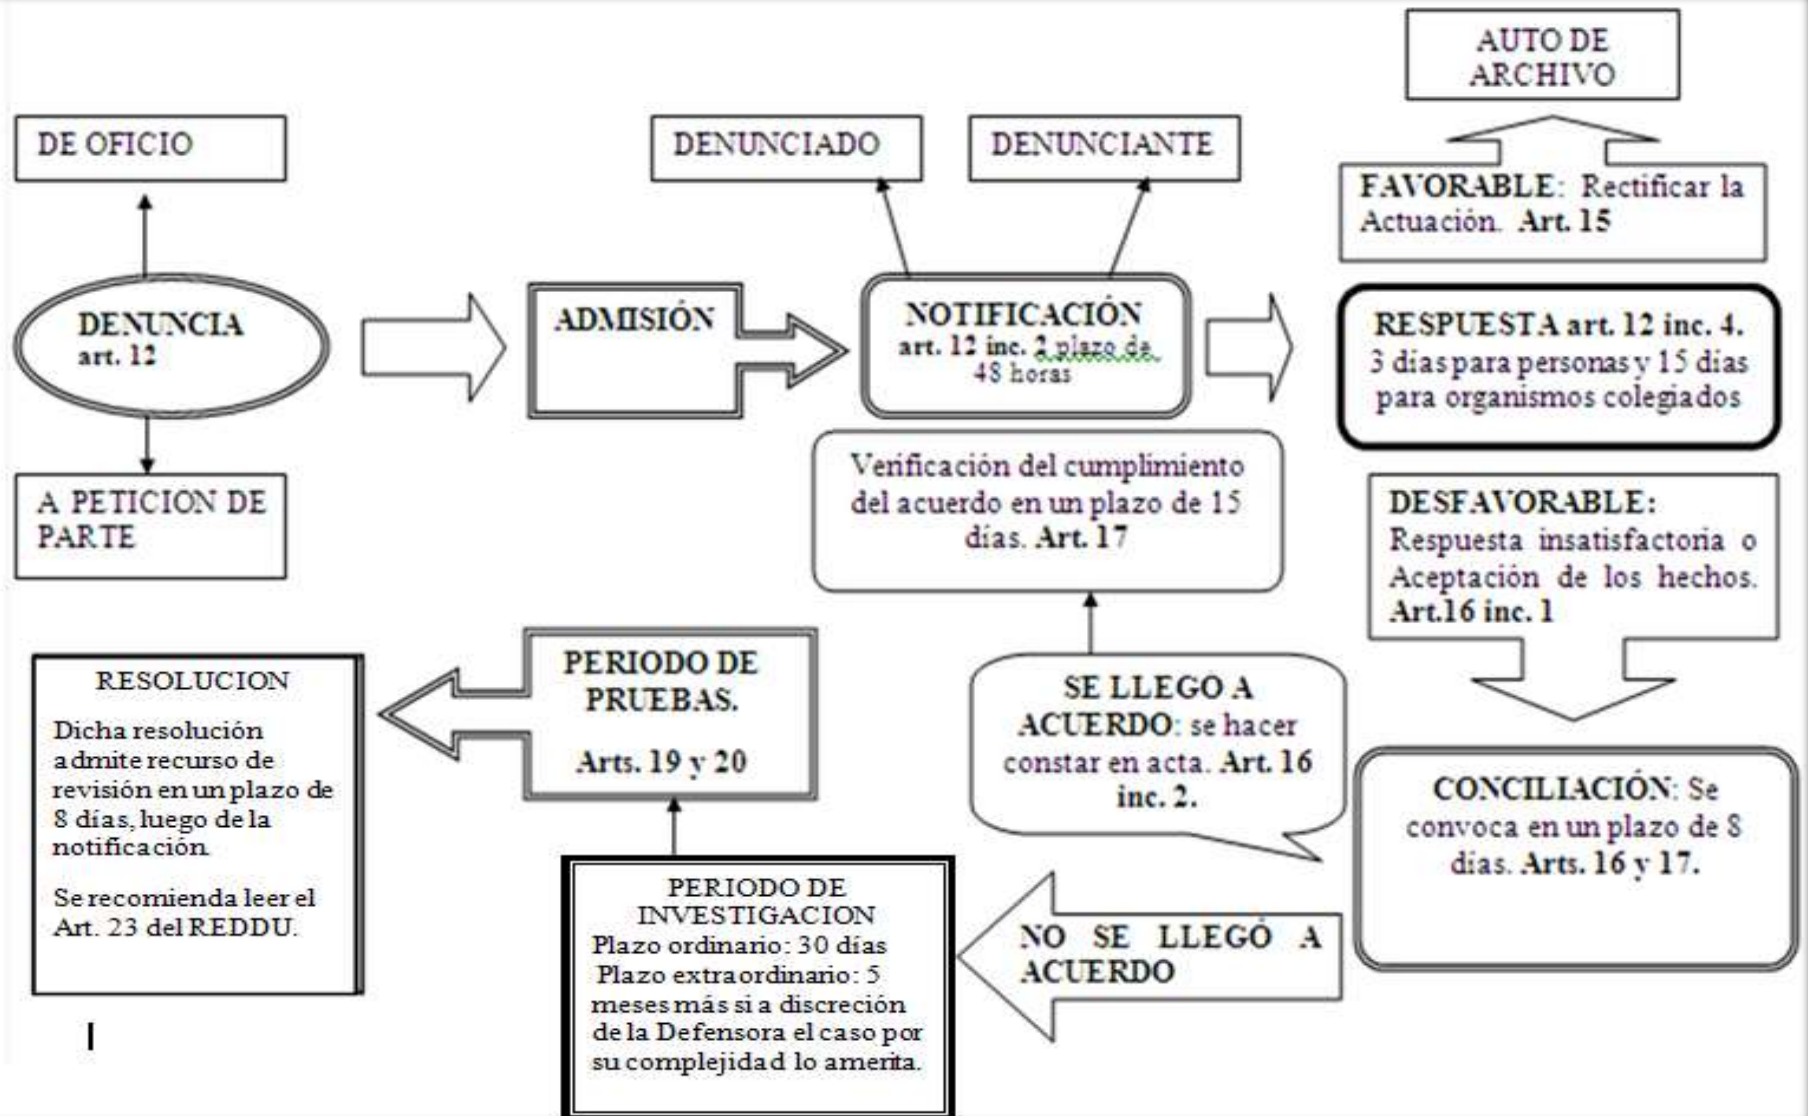 AUTO DE
ARCHIVO
DE OFICIO
DENUNCIADO
DENUNCIANTE
FAVORABLE: Rectificar la
Actuación. Art. 15
DENUNCIA
art. 12
ADMISIÓN
NOTIFICACIÓN
art. 12 inc. 2 plazo de
48 horas
RESPUESTA art. 12 inc. 4.
3 días para personas y 15 días
para organismos colegiados
A PETICION DE
PARTE
Verificación del cumplimiento
del acuerdo en un plazo de 15
días. Art. 17
DESFAVORABLE:
Respuesta insatisfactoria o
Aceptación de los hechos.
Art.16 inc. 1
CONCILIACIÓN: Se
convoca en un plazo de 8
días. Arts. 16 y 17.
SE LLEGO A
ACUERDO: se hacer
constar en acta. Art. 16
inc. 2.
NO SE LLEGÓ A
ACUERDO
PERIODO DE
INVESTIGACION
Plazo ordinario: 30 días
Plazo extraordinario: 5
meses más si a discreción
de la Defensora el caso por
su complejidad lo amerita.
PERIODO DE
PRUEBAS.
Arts. 19 y 20
RESOLUCION
Dicha resolución
admite recurso de
revisión en un plazo de
8 días, luego de la
notificación.
Se recomienda leer el
Art. 23 del REDDU.